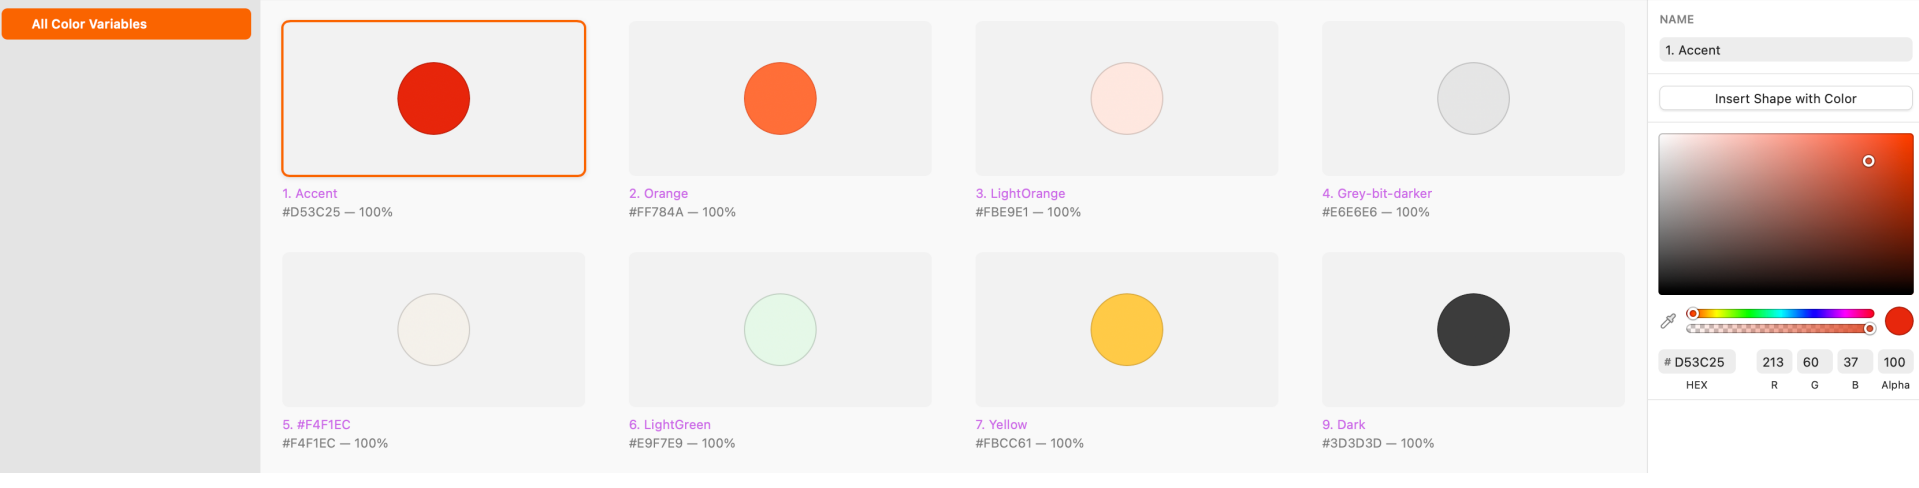 All Color Variables
1. Accent
#D53C25 — 100%
2. Orange
#FF784A — 100%
3. LightOrange
#FBE9E1 — 100%
4. Grey-bit-darker
#E6E6E6 — 100%
5. #F4F1EC
#F4F1EC — 100%
6. LightGreen
#E9F7E9 — 100%
7. Yellow
#FBCC61 — 100%
9. Dark
#3D3D3D — 100%
NAME
1. Accent
Insert Shape with Color
# D53C25 213 60 37 100
HEX R G B Alpha